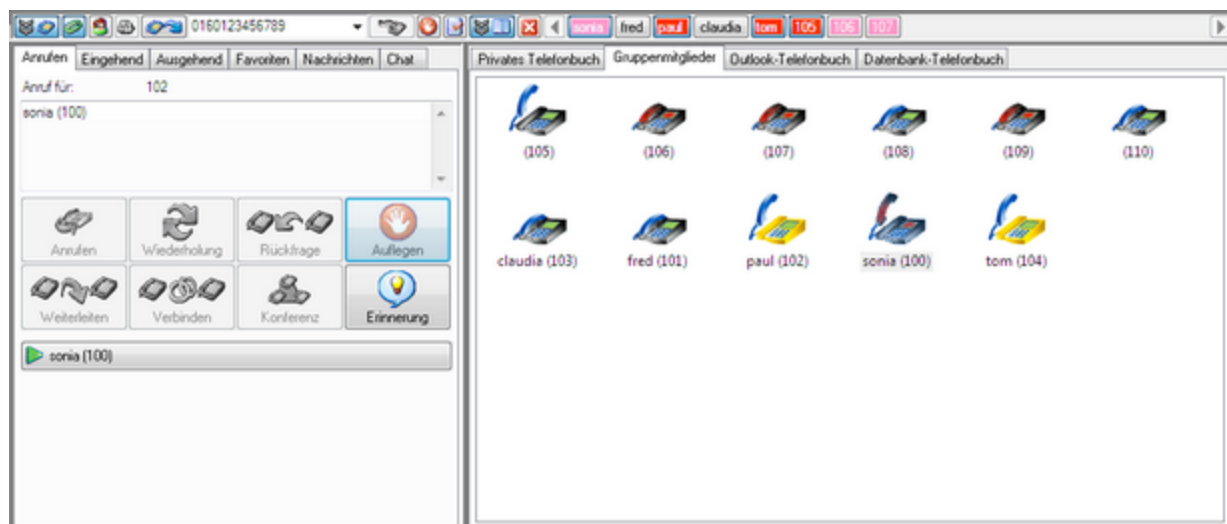 0160123456789
sonia fred paul claudia tom 105 106 107
Anrufen Eingehend Ausgehend Favoriten Nachrichten Chat
Anruf für: 102
sonia (100)
Anrufen Wiederholung Rückfrage Auflegen
Weiterleiten Verbinden Konferenz Erinnerung
sonia (100)
Privates Telefonbuch Gruppenmitglieder Outlook-Telefonbuch Datenbank-Telefonbuch
(105) (106) (107) (108) (109) (110)
claudia (103) fred (101) paul (102) sonia (100) tom (104)